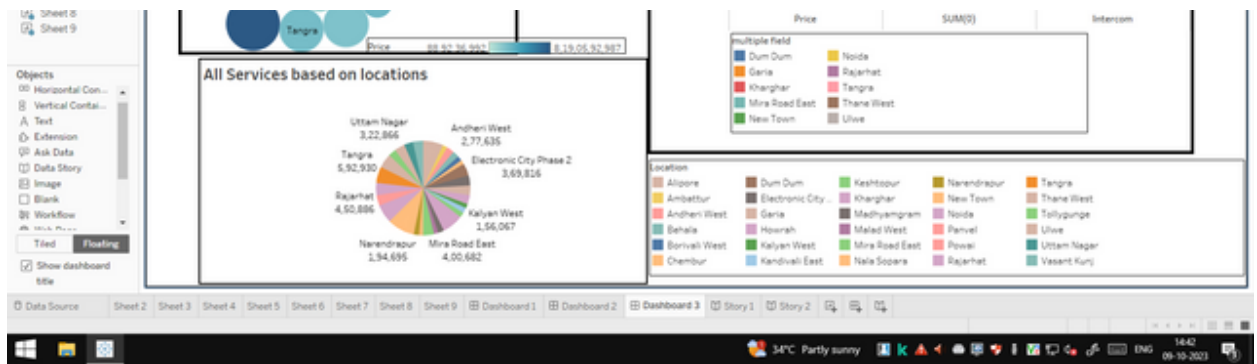 Sheet 8
Sheet 9
Objects
Horizontal Con...
Vertical Contai...
A Text
Extension
Ask Data
Data Story
Image
Blank
Workflow
Tiled Floating
Show dashboard
title
Tangra
Price 88,92,36,992 8,19,05,92,987
All Services based on locations
Uttam Nagar
3,22,866
Andheri West
2,77,635
Tangra
5,92,930
Electronic City Phase 2
3,69,816
Rajarhat
4,50,886
Kalyan West
1,56,067
Narendrapur
1,94,695
Mira Road East
4,00,682
Price SUM(0) Intercom
multiple field
Dum Dum Noida
Garia Rajarhat
Kharghar Tangra
Mira Road East Thane West
New Town Ulwe
Location
Alipore Dum Dum Keshtopur Narendrapur Tangra
Ambattur Electronic City ... Kharghar New Town Thane West
Andheri West Garia Madhyamgram Noida Tollygunge
Behala Howrah Malad West Panvel Ulwe
Borivali West Kalyan West Mira Road East Powai Uttam Nagar
Chembur Kandivali East Nala Sopara Rajarhat Vasant Kunj
Data Source Sheet 2 Sheet 3 Sheet 4 Sheet 5 Sheet 6 Sheet 7 Sheet 8 Sheet 9 Dashboard 1 Dashboard 2 Dashboard 3 Story 1 Story 2
34°C Partly sunny ENG 14:42
09-10-2023